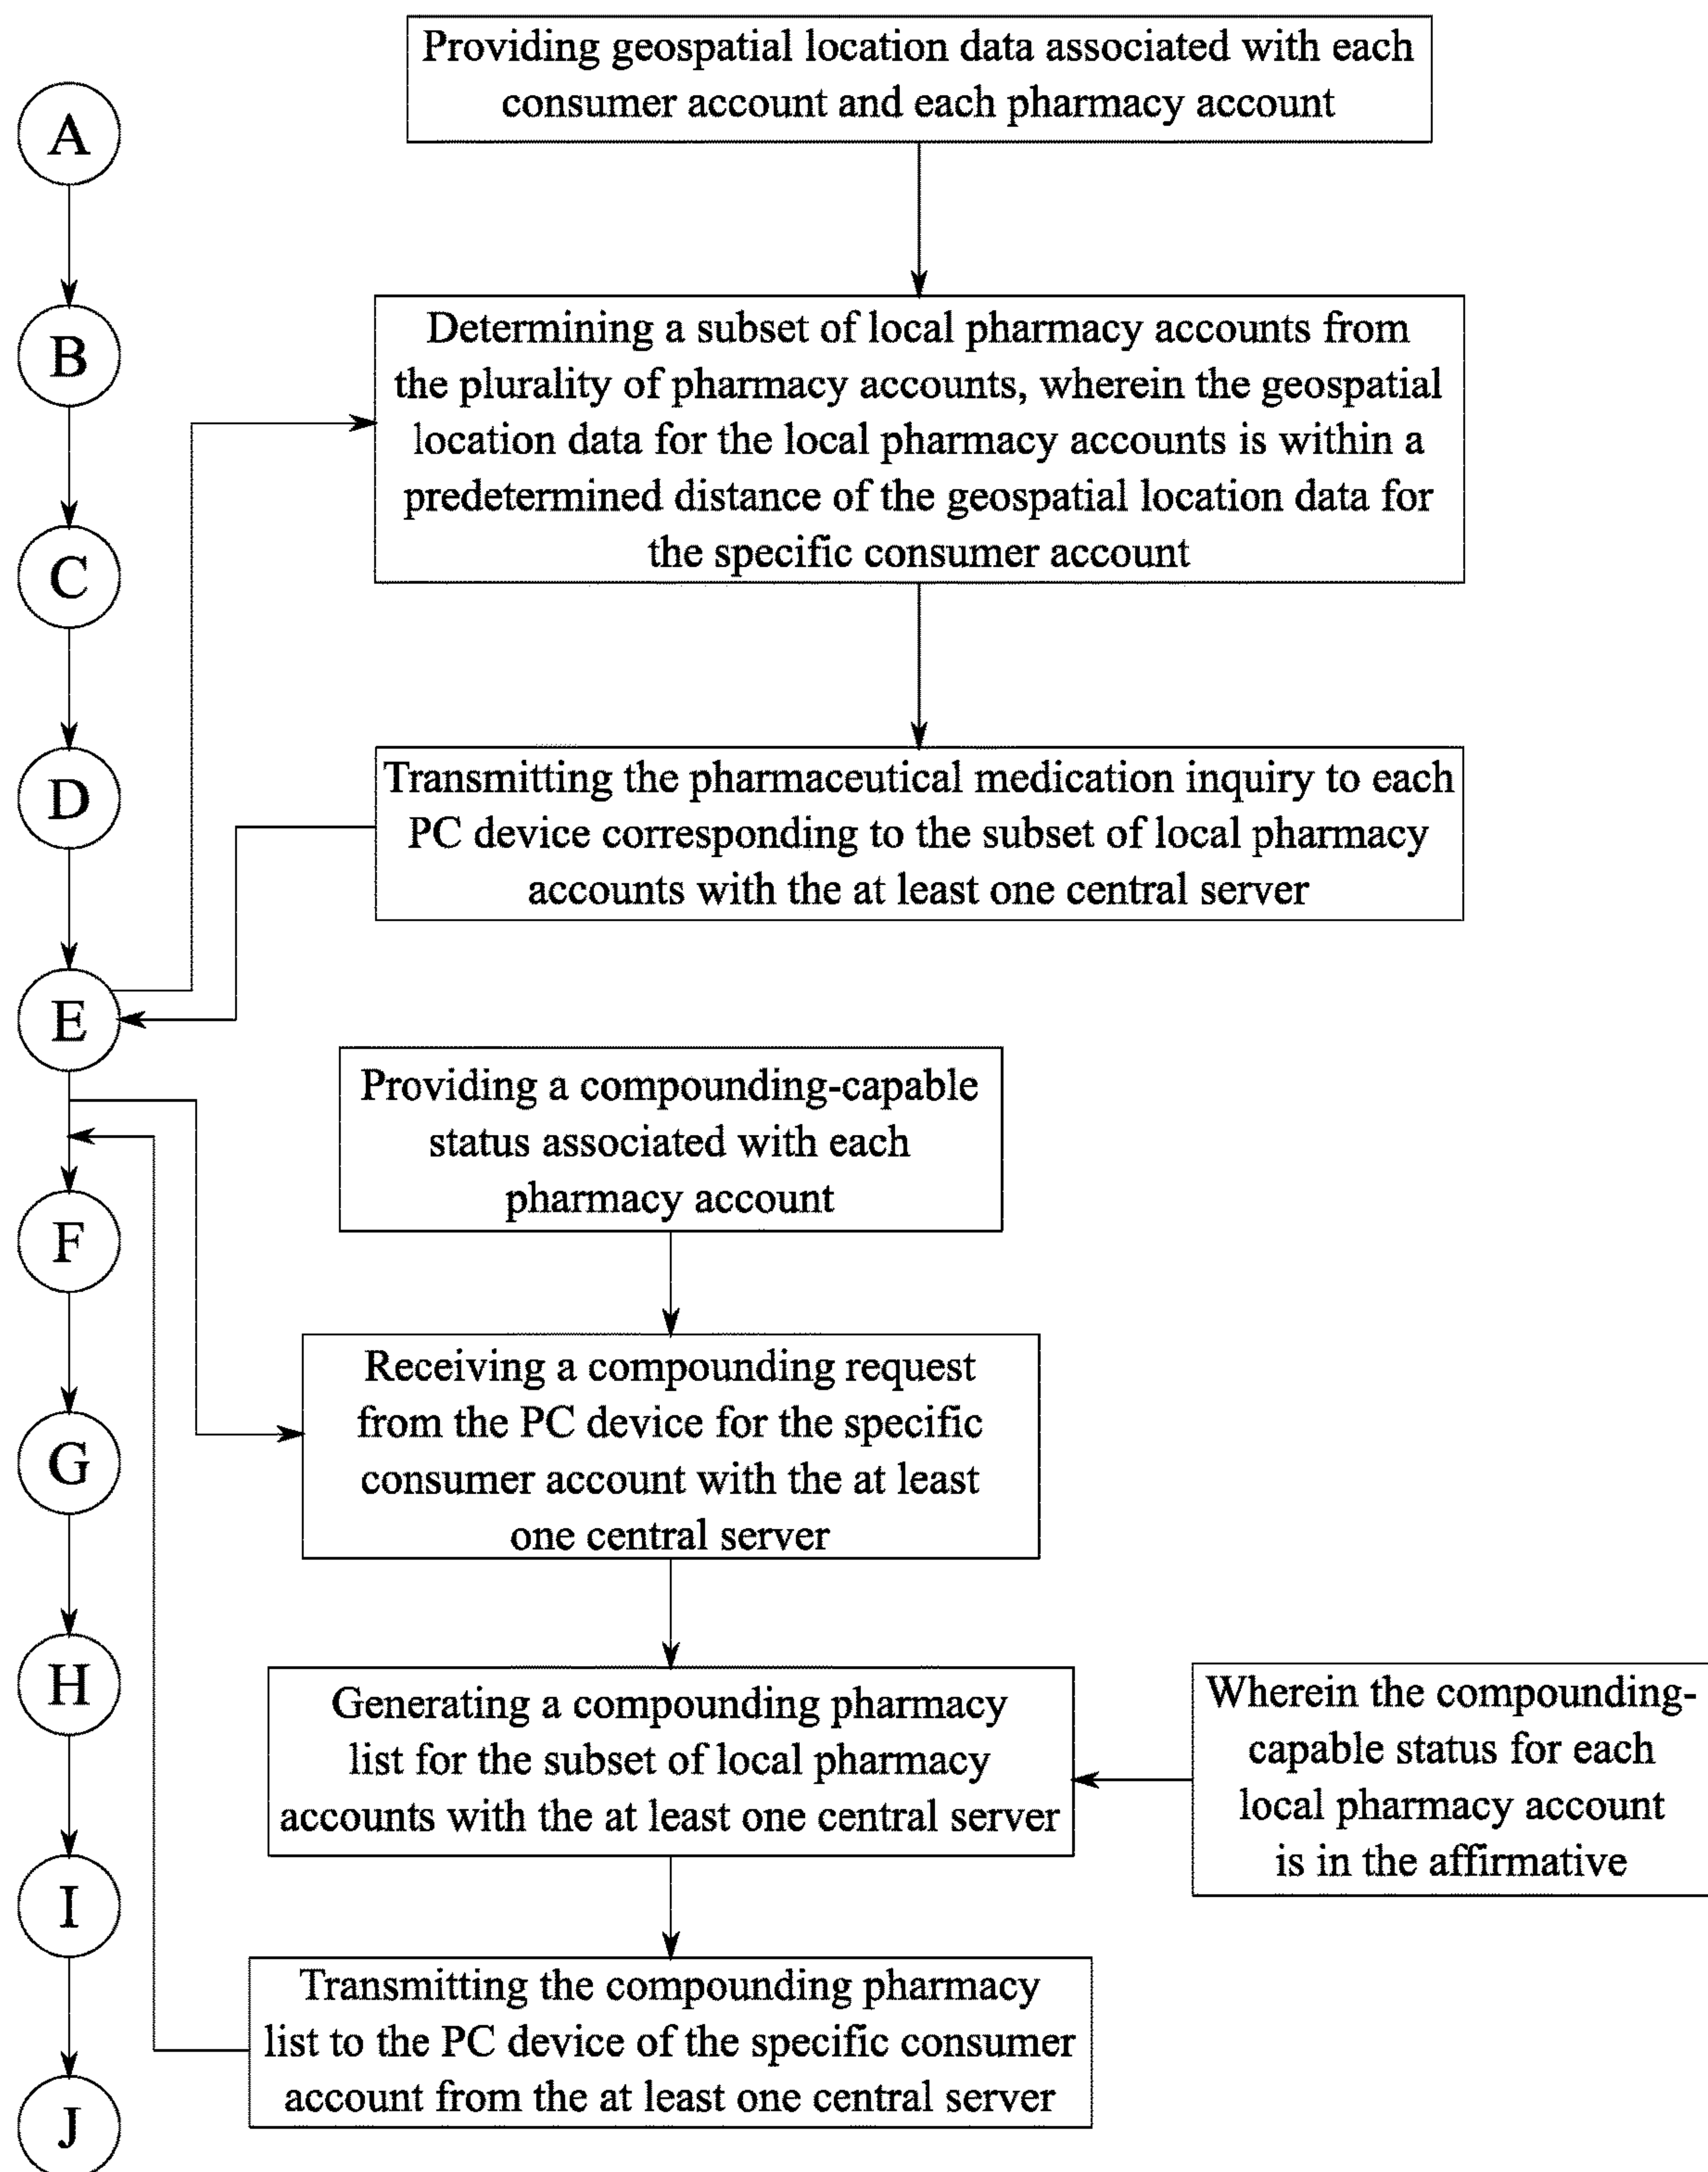 Providing geospatial location data associated with each
consumer account and each pharmacy account
A
B
Determining a subset of local pharmacy accounts from
the plurality of pharmacy accounts, wherein the geospatial
location data for the local pharmacy accounts is within a
predetermined distance of the geospatial location data for
the specific consumer account
C
D
Transmitting the pharmaceutical medication inquiry to each
PC device corresponding to the subset of local pharmacy
accounts with the at least one central server
E
Providing a compounding-capable
status associated with each
pharmacy account
F
Receiving a compounding request
from the PC device for the specific
consumer account with the at least
one central server
G
H
Generating a compounding pharmacy
list for the subset of local pharmacy
accounts with the at least one central server
Wherein the compounding-
capable status for each
local pharmacy account
is in the affirmative
I
Transmitting the compounding pharmacy
list to the PC device of the specific consumer
account from the at least one central server
J